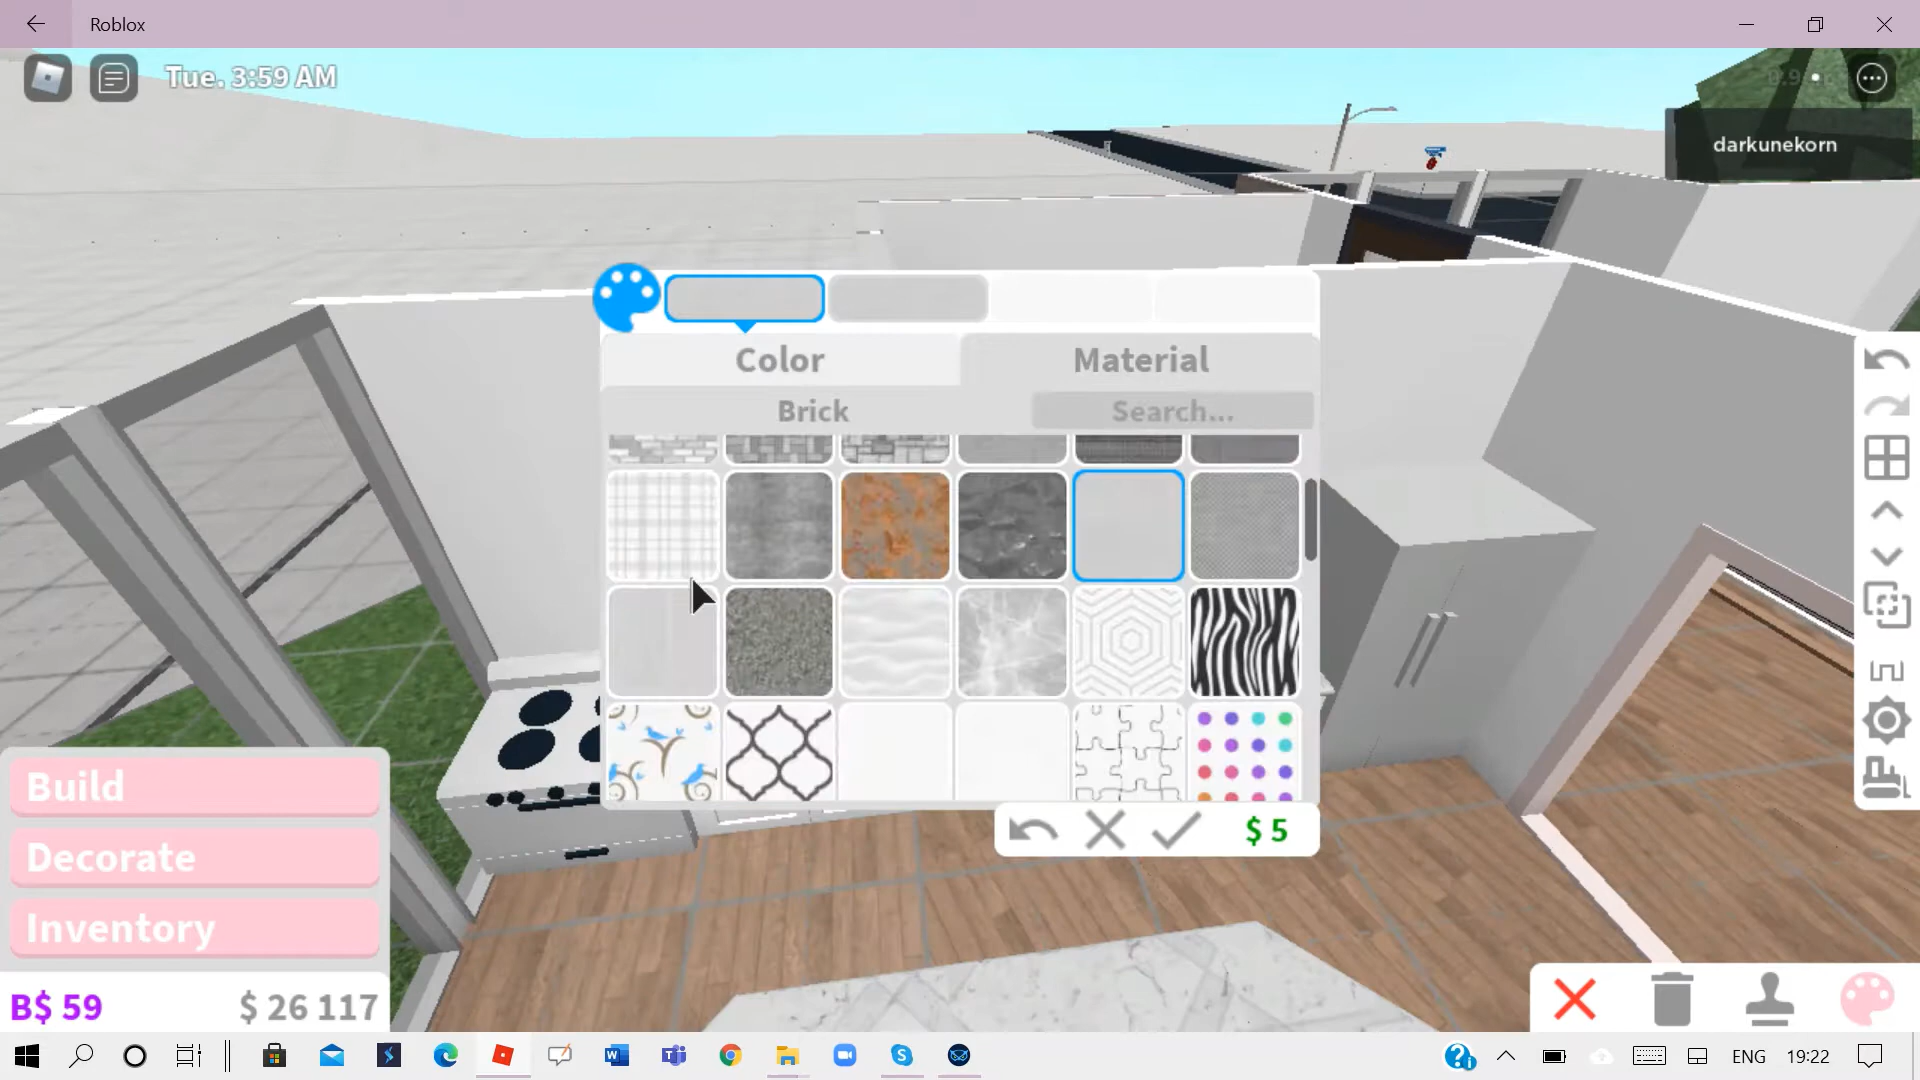 Roblox
Tue. 3:59 AM
darkunekorn
Color
Material
Brick
Search...
Build
Decorate
Inventory
$ 5
B$ 59
$ 26 117
ENG
19:22